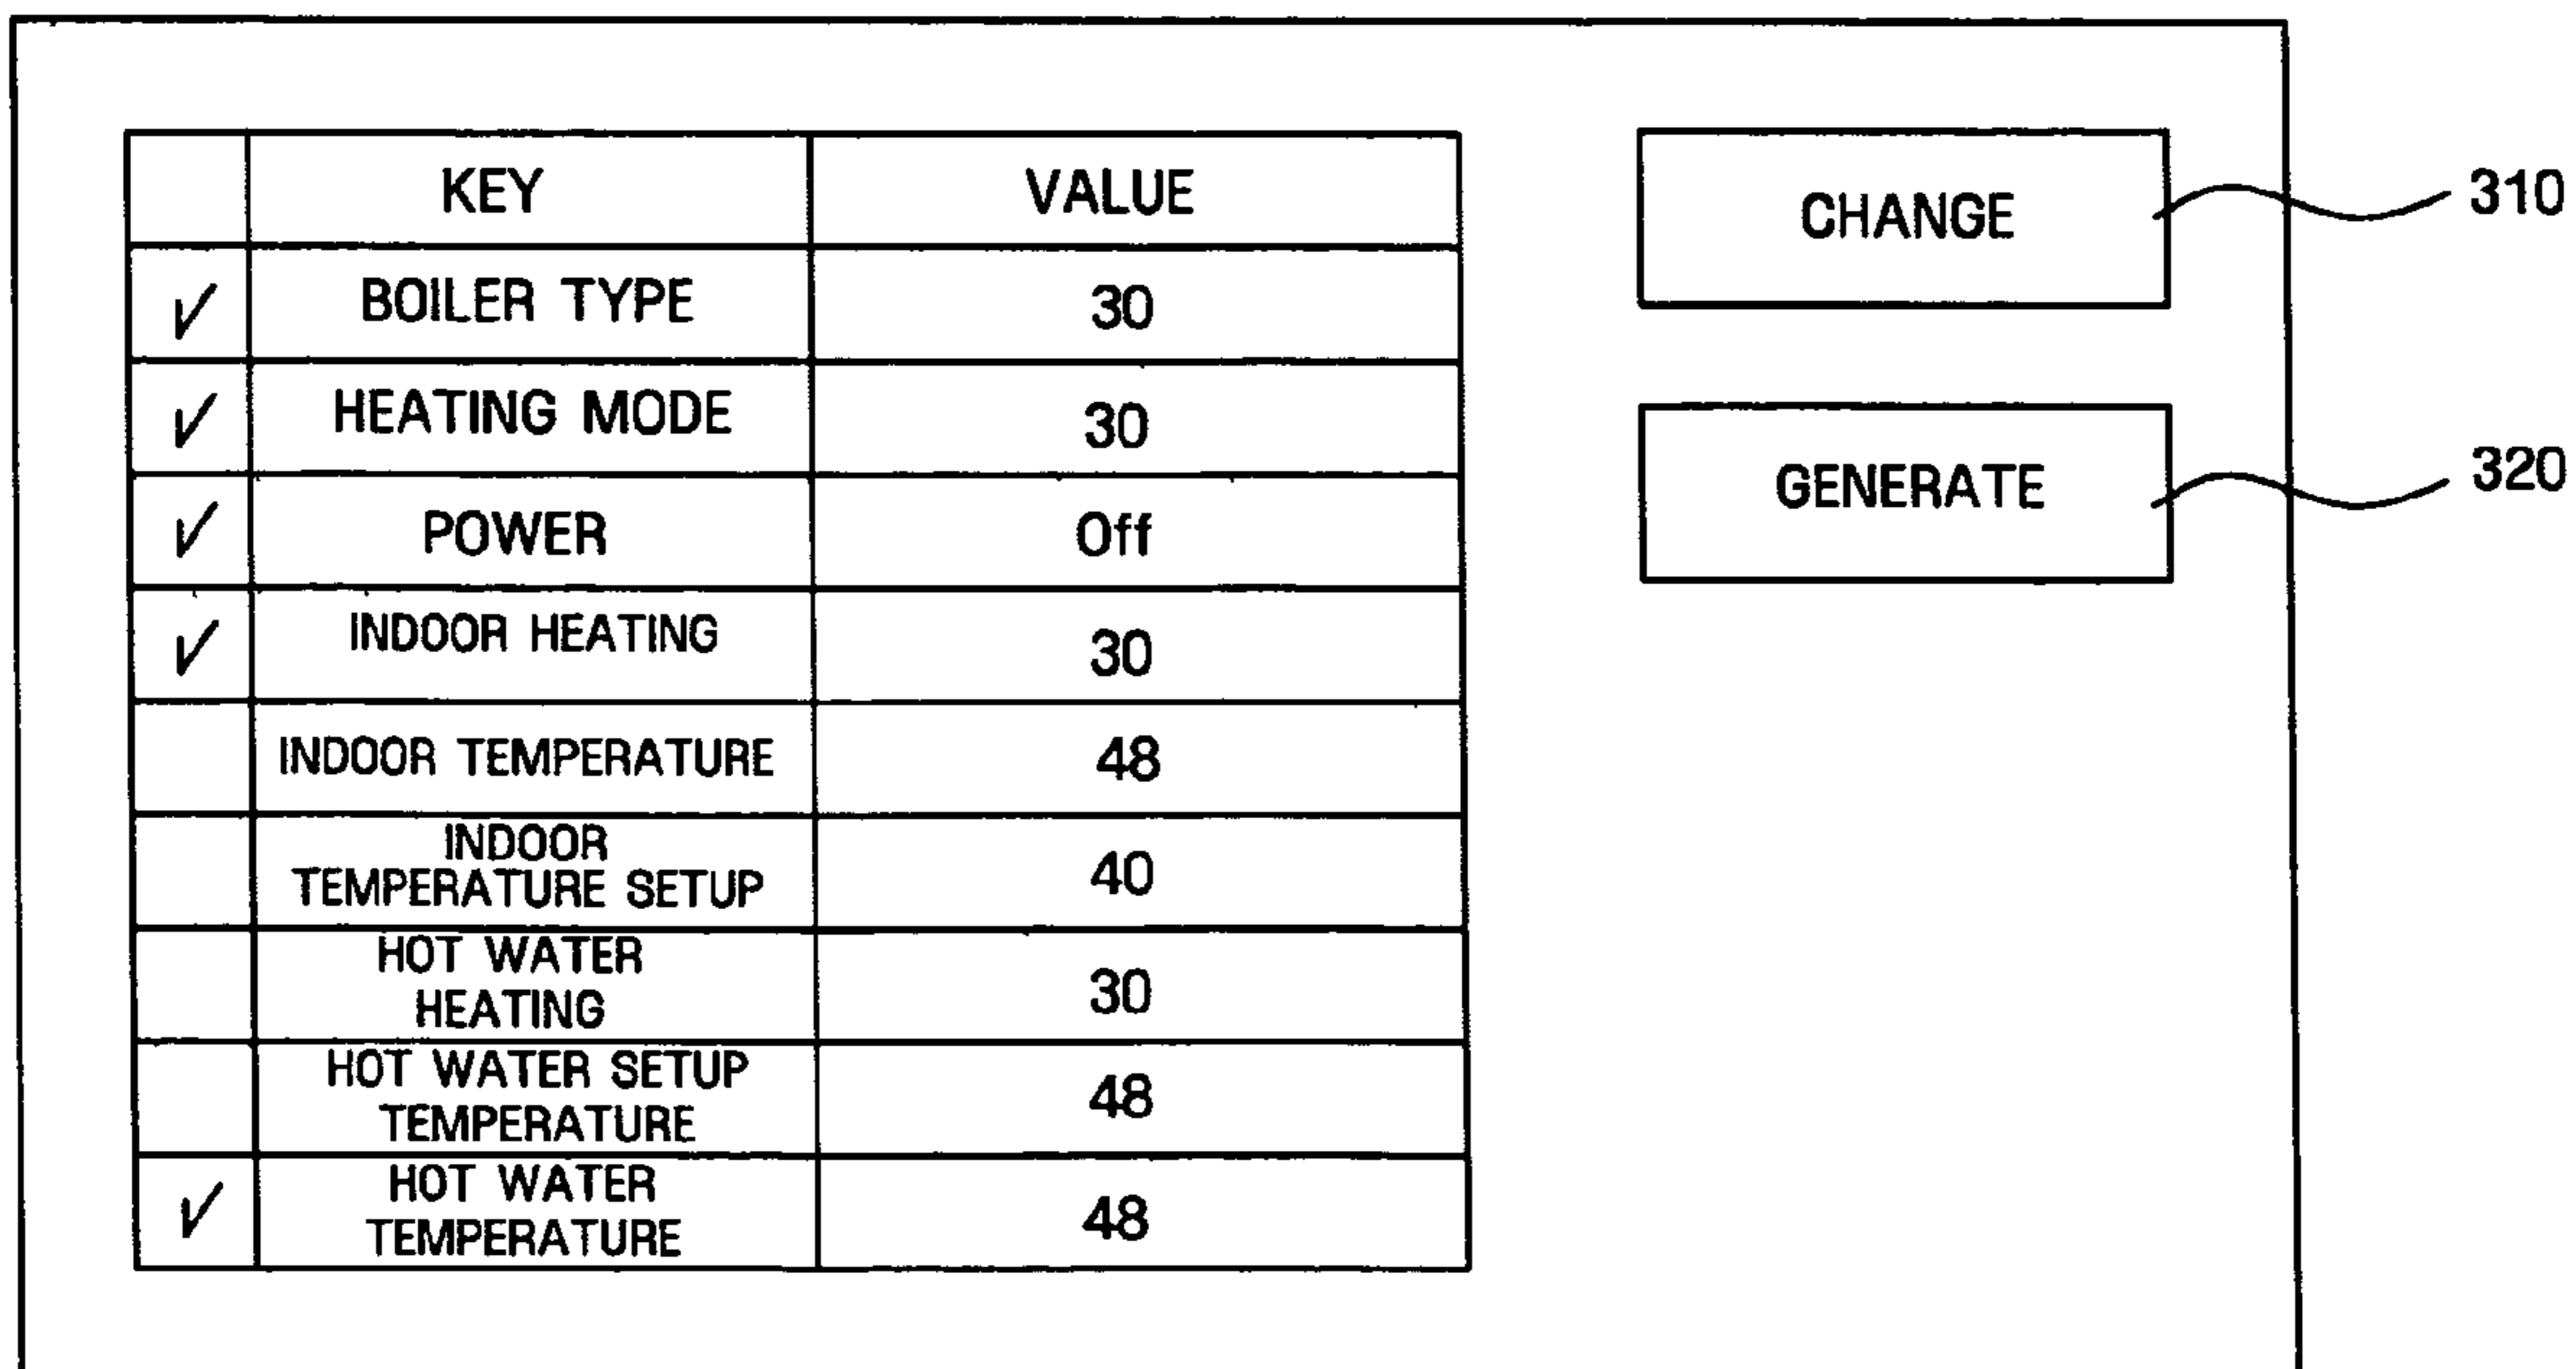 KEY VALUE
✓ BOILER TYPE 30
✓ HEATING MODE 30
✓ POWER Off
✓ INDOOR HEATING 30
INDOOR TEMPERATURE 48
INDOOR
TEMPERATURE SETUP 40
HOT WATER
HEATING 30
HOT WATER SETUP
TEMPERATURE 48
✓ HOT WATER
TEMPERATURE 48
CHANGE 310
GENERATE 320